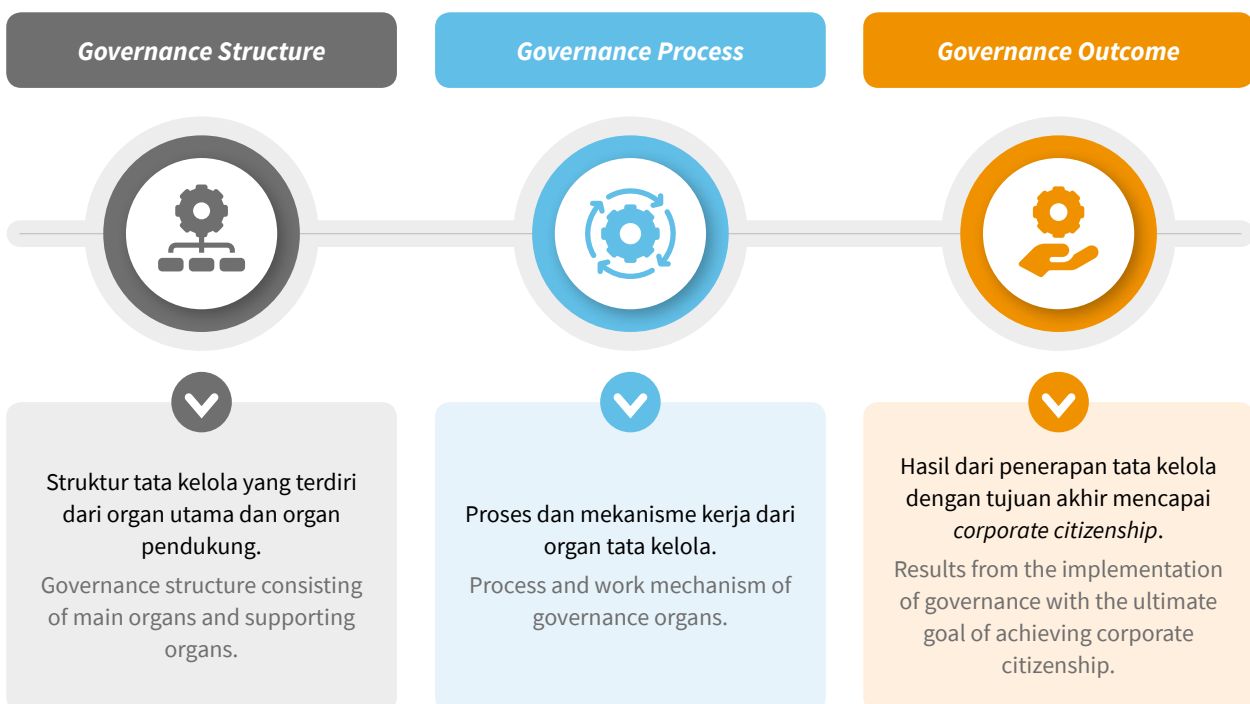 Governance Structure
Governance Process
Governance Outcome
Struktur tata kelola yang terdiri
dari organ utama dan organ
pendukung.
Governance structure consisting
of main organs and supporting
organs.
Proses dan mekanisme kerja dari
organ tata kelola.
Process and work mechanism of
governance organs.
Hasil dari penerapan tata kelola
dengan tujuan akhir mencapai
corporate citizenship.
Results from the implementation
of governance with the ultimate
goal of achieving corporate
citizenship.